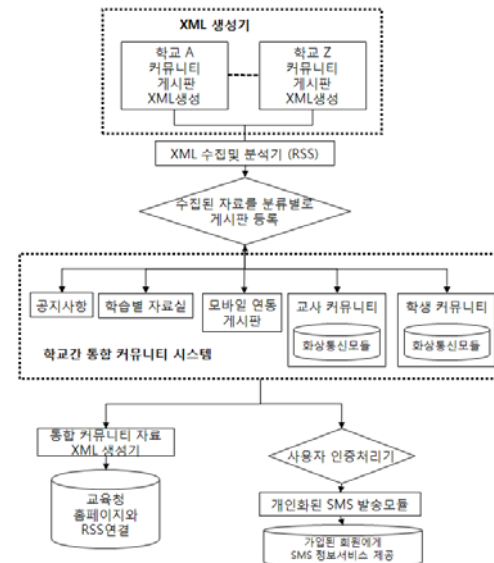 XML 생성기
학교 A
커뮤니티
게시판
XML생성
학교 Z
커뮤니티
게시판
XML생성
XML 수집및 분석기 (RSS)
수집된 자료를 분류별로
게시판 등록
공지사항
학습별 자료실
모바일 연동
게시판
교사 커뮤니티
화상통신모듈
학생 커뮤니티
화상통신모듈
학교간 통합 커뮤니티 시스템
통합 커뮤니티 자료
XML 생성기
교육청
홈페이지와
RSS연결
사용자 인증처리기
개인화된 SMS 발송모듈
가입된 회원에게
SMS 정보서비스 제공